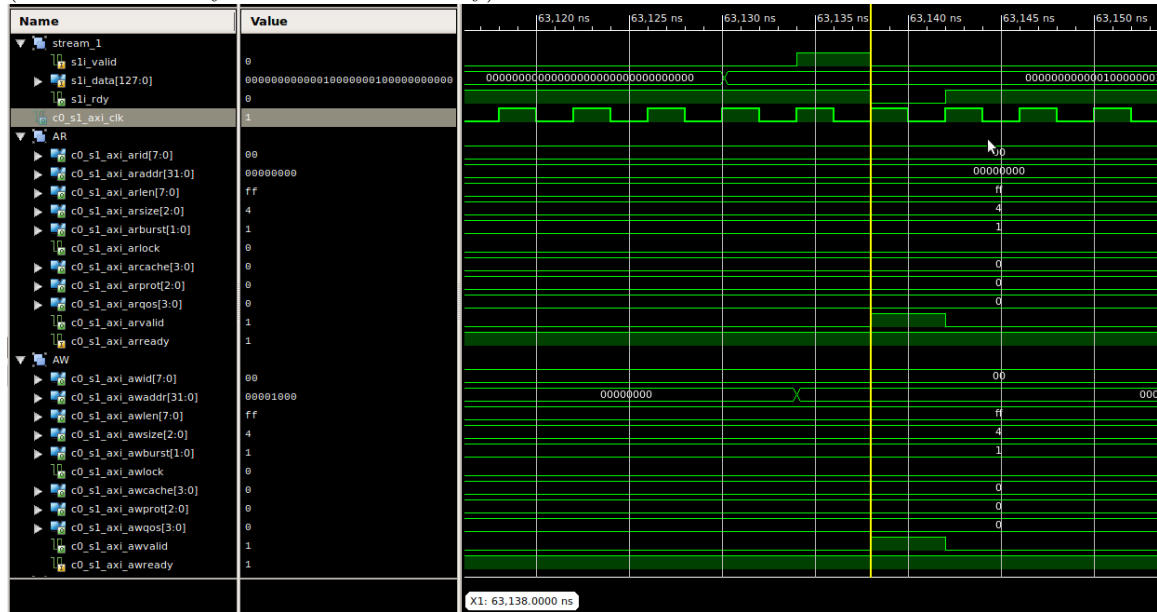 Name Value 63,120 ns 63,125 ns 63,130 ns 63,135 ns 63,140 ns 63,145 ns 63,150 ns
stream_1
s1i_valid 0
s1i_data[127:0] 00000000000010000000100000000000 00000000000000000000000000000000 00000000000010000000
s1i_rdy 0
c0_s1_axi_clk 1
AR
c0_s1_axi_arid[7:0] 00 00
c0_s1_axi_araddr[31:0] 00000000 00000000
c0_s1_axi_arlen[7:0] ff ff
c0_s1_axi_arsize[2:0] 4 4
c0_s1_axi_arburst[1:0] 1 1
c0_s1_axi_arlock 0
c0_s1_axi_arcache[3:0] 0 0
c0_s1_axi_arprot[2:0] 0 0
c0_s1_axi_arqos[3:0] 0 0
c0_s1_axi_arvalid 1
c0_s1_axi_arready 1
AW
c0_s1_axi_awid[7:0] 00 00
c0_s1_axi_awaddr[31:0] 00001000 00000000 000
c0_s1_axi_awlen[7:0] ff ff
c0_s1_axi_awsize[2:0] 4 4
c0_s1_axi_awburst[1:0] 1 1
c0_s1_axi_awlock 0
c0_s1_axi_awcache[3:0] 0 0
c0_s1_axi_awprot[2:0] 0 0
c0_s1_axi_awqos[3:0] 0 0
c0_s1_axi_awvalid 1
c0_s1_axi_awready 1
X1: 63,138.0000 ns